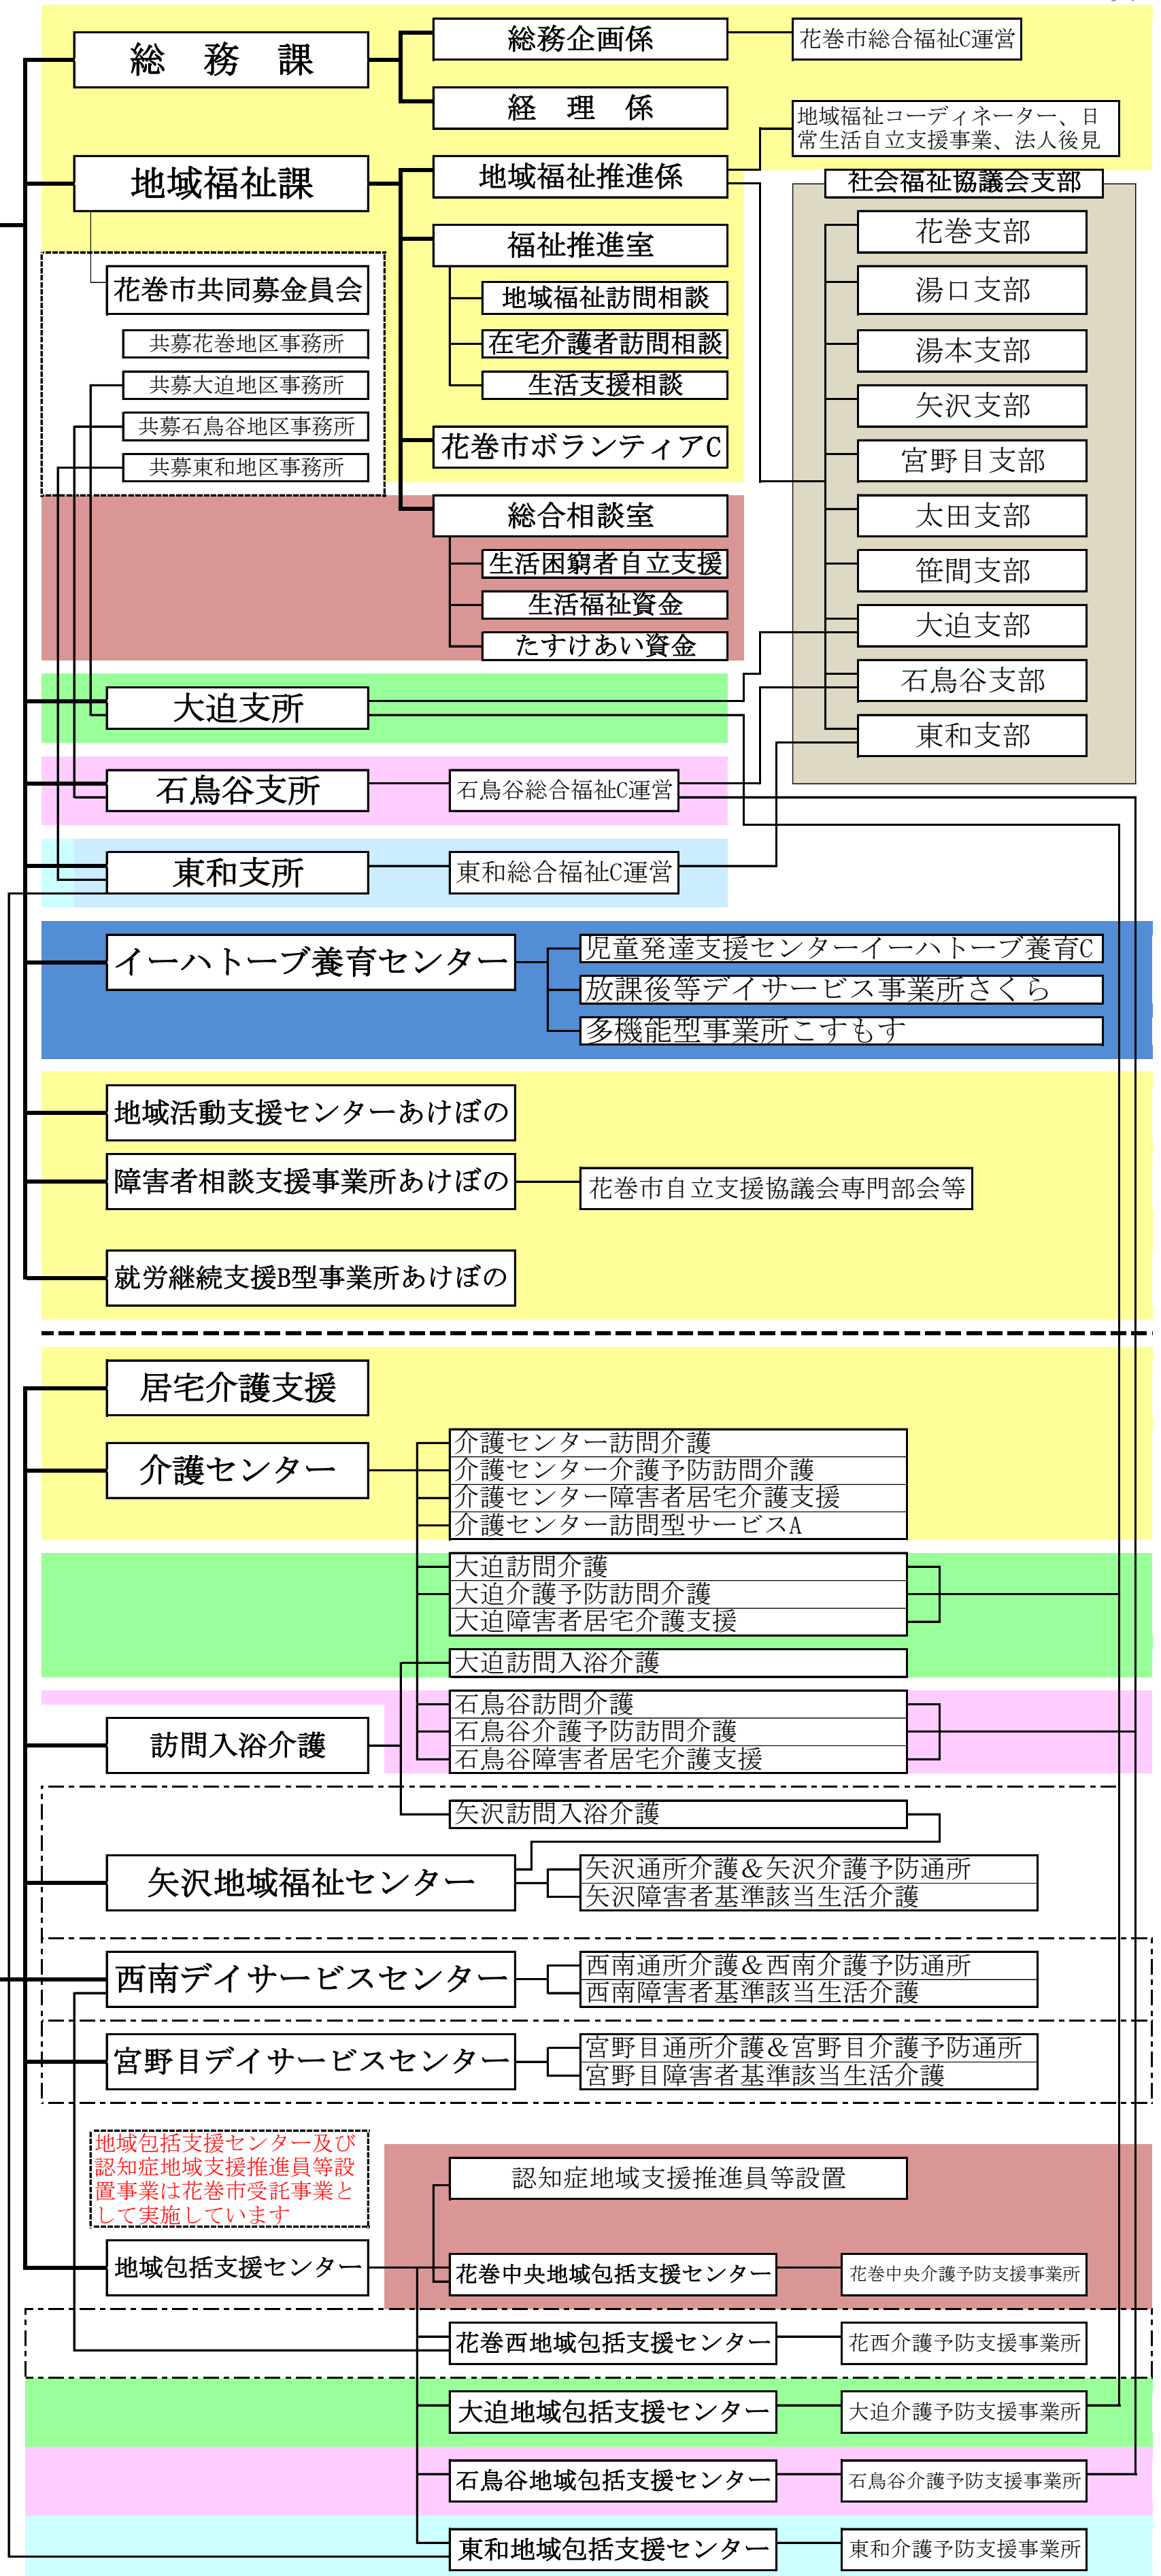 総　務　課
総務企画係
花巻市総合福祉C運営
経　理　係
地域福祉コーディネーター、日
常生活自立支援事業、法人後見
地域福祉課
地域福祉推進係
社会福祉協議会支部
福祉推進室
花巻支部
花巻市共同募金員会
地域福祉訪問相談
湯口支部
共募花巻地区事務所
在宅介護者訪問相談
湯本支部
共募大迫地区事務所
生活支援相談
矢沢支部
共募石鳥谷地区事務所
花巻市ボランティアC
宮野目支部
共募東和地区事務所
総合相談室
太田支部
生活困窮者自立支援
笹間支部
生活福祉資金
大迫支部
たすけあい資金
石鳥谷支部
大迫支所
東和支部
石鳥谷支所
石鳥谷総合福祉C運営
東和支所
東和総合福祉C運営
イーハトーブ養育センター
児童発達支援センターイーハトーブ養育C
放課後等デイサービス事業所さくら
多機能型事業所こすもす
地域活動支援センターあけぼの
障害者相談支援事業所あけぼの
花巻市自立支援協議会専門部会等
就労継続支援B型事業所あけぼの
居宅介護支援
介護センター
介護センター訪問介護
介護センター介護予防訪問介護
介護センター障害者居宅介護支援
介護センター訪問型サービスA
大迫訪問介護
大迫介護予防訪問介護
大迫障害者居宅介護支援
大迫訪問入浴介護
石鳥谷訪問介護
石鳥谷介護予防訪問介護
石鳥谷障害者居宅介護支援
訪問入浴介護
矢沢訪問入浴介護
矢沢地域福祉センター
矢沢通所介護＆矢沢介護予防通所
矢沢障害者基準該当生活介護
西南デイサービスセンター
西南通所介護＆西南介護予防通所
西南障害者基準該当生活介護
宮野目デイサービスセンター
宮野目通所介護＆宮野目介護予防通所
宮野目障害者基準該当生活介護
地域包括支援センター及び
認知症地域支援推進員等設
置事業は花巻市受託事業と
して実施しています
認知症地域支援推進員等設置
地域包括支援センター
花巻中央地域包括支援センター
花巻中央介護予防支援事業所
花巻西地域包括支援センター
花西介護予防支援事業所
大迫地域包括支援センター
大迫介護予防支援事業所
石鳥谷地域包括支援センター
石鳥谷介護予防支援事業所
東和地域包括支援センター
東和介護予防支援事業所